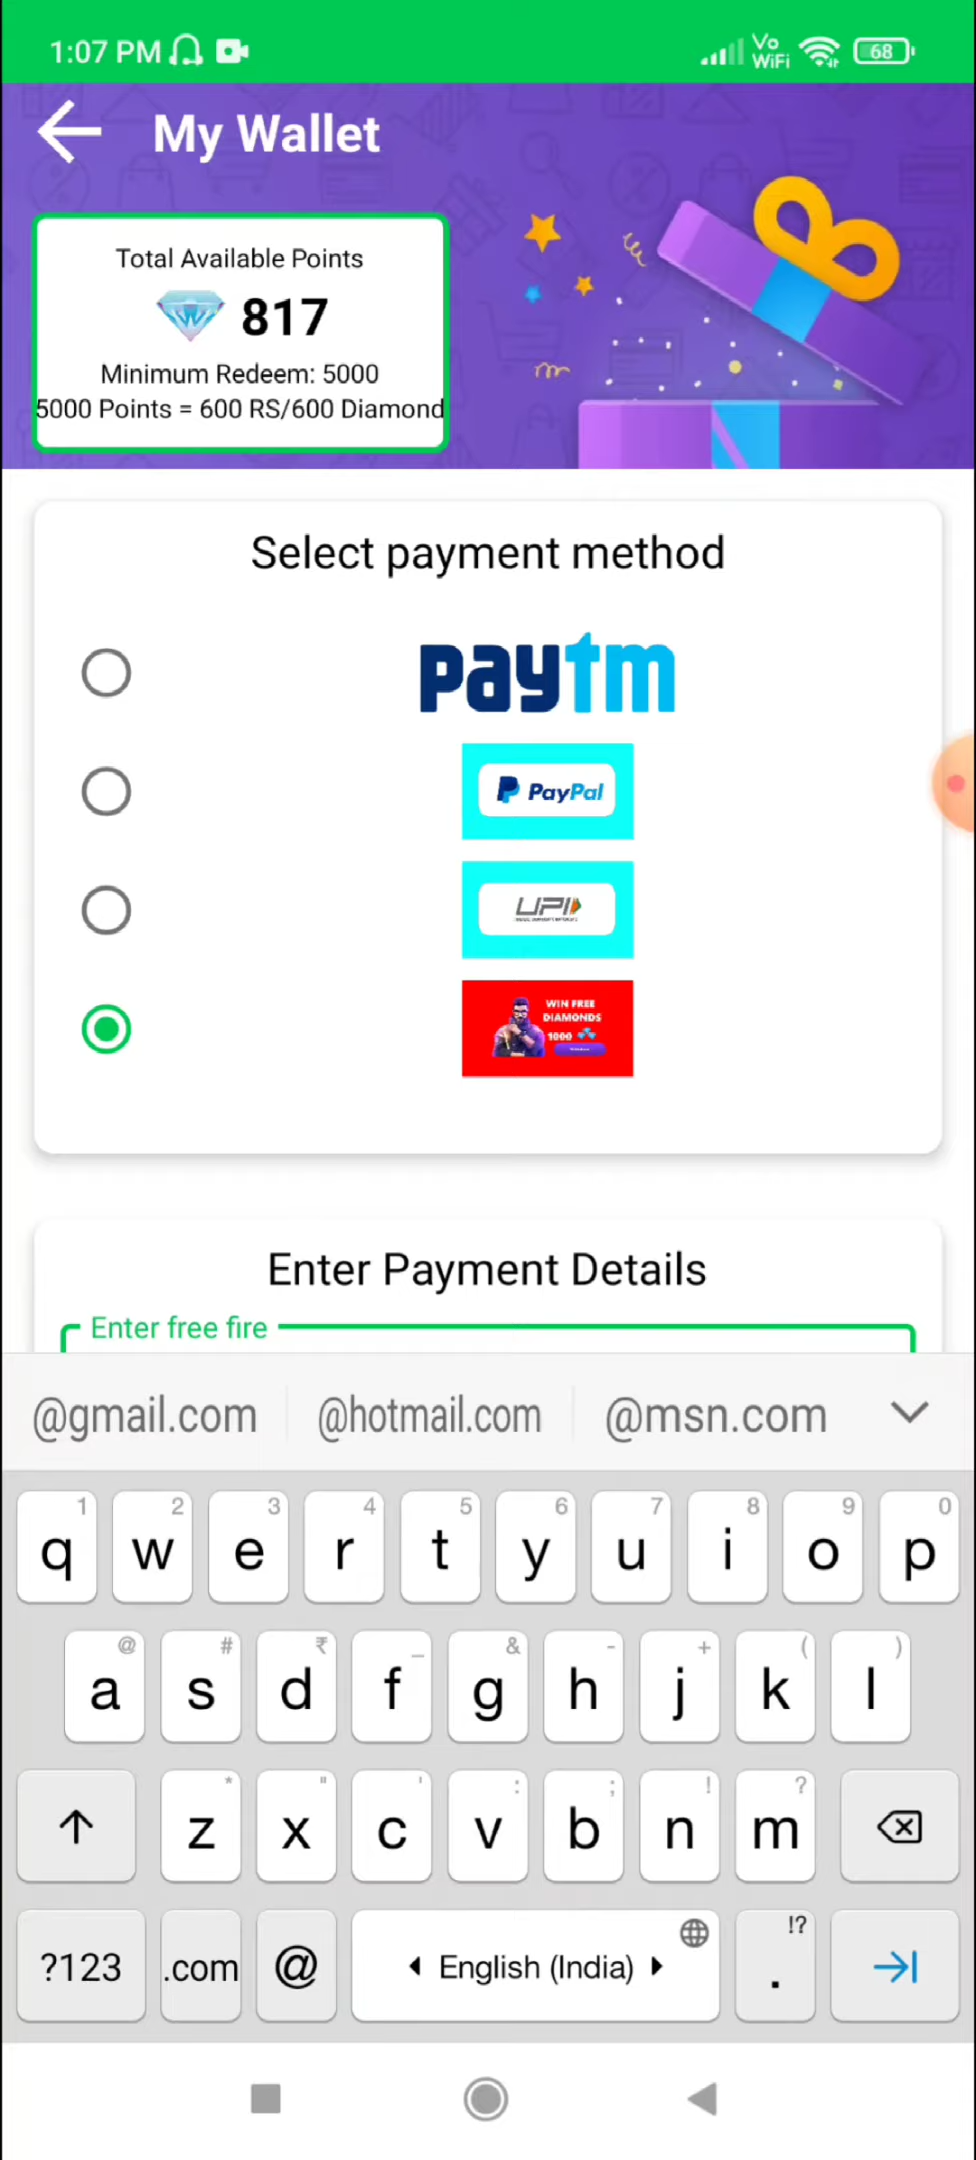 1:07 PM
Vo
WiFi
68
My Wallet
Total Available Points
817
Minimum Redeem: 5000
5000 Points = 600 RS/600 Diamond
Select payment method
paytm
PayPal
UPI
WIN FREE
DIAMONDS
1000
Enter Payment Details
Enter free fire
@gmail.com @hotmail.com @msn.com
1 2 3 4 5 6 7 8 9 0
q w e r t y u i o p
@ # ₹ _ & - + ( )
a s d f g h j k l
* " ' : ; ! ?
z x c v b n m
!?
?123 .com @ English (India) .